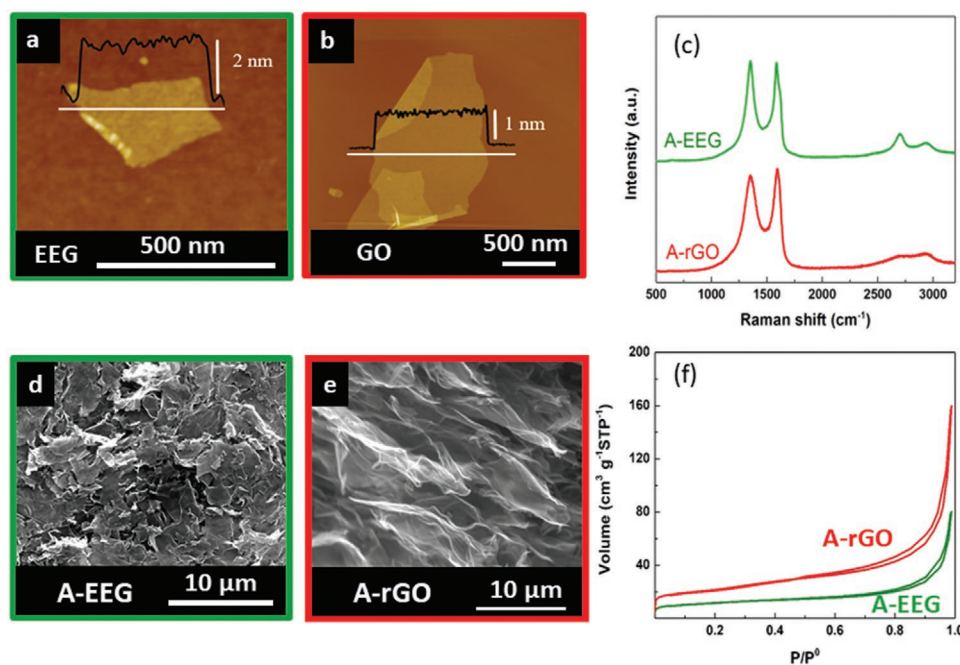 a
2 nm
EEG
500 nm
b
1 nm
GO
500 nm
(c)
Intensity (a.u.)
A-EEG
A-rGO
500 1000 1500 2000 2500 3000
Raman shift (cm⁻¹)
d
A-EEG
10 µm
e
A-rGO
10 µm
(f)
Volume (cm³ g⁻¹STP⁻¹)
200
160
120
80
40
A-rGO
A-EEG
0.2 0.4 0.6 0.8 1.0
P/P⁰